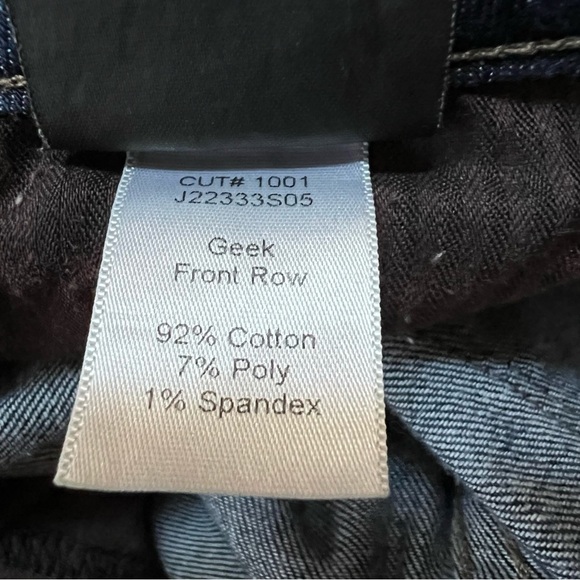 CUT# 1001
J22333S05
Geek
Front Row
92% Cotton
7% Poly
1% Spandex